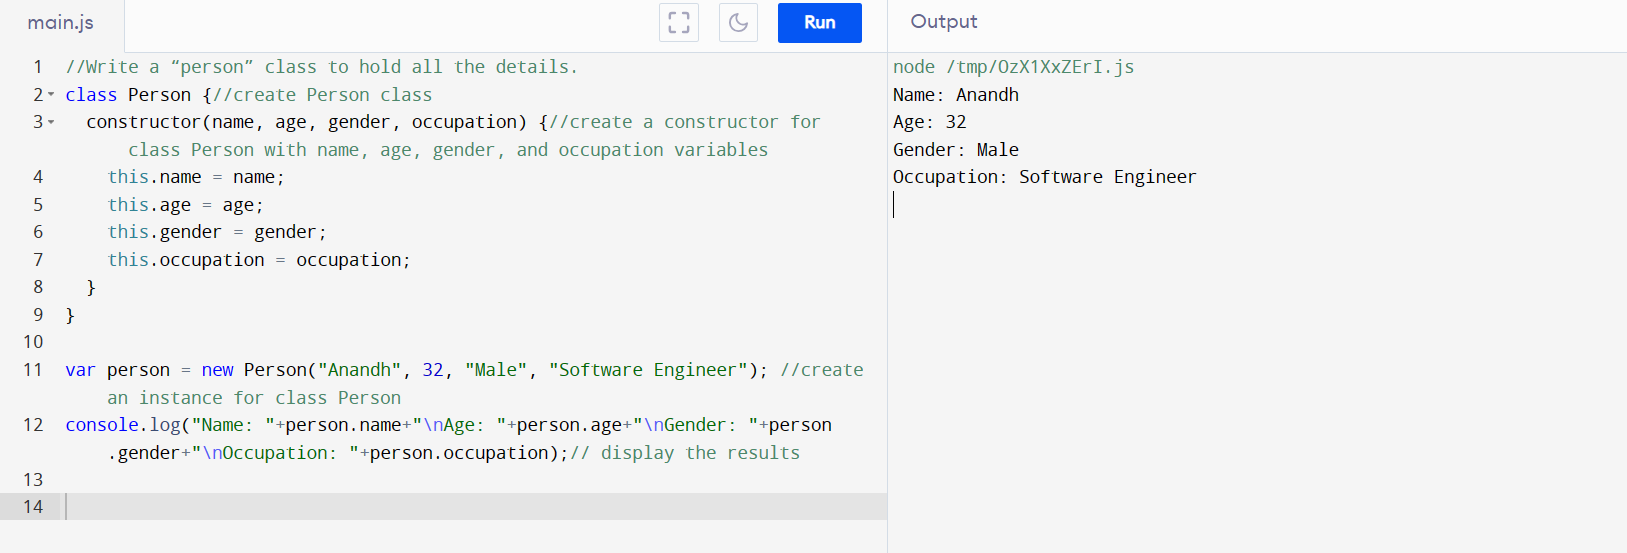 main.js
Run
Output
1 //Write a “person” class to hold all the details.
2 class Person {//create Person class
3 constructor(name, age, gender, occupation) {//create a constructor for
class Person with name, age, gender, and occupation variables
4 this.name = name;
5 this.age = age;
6 this.gender = gender;
7 this.occupation = occupation;
8 }
9 }
10
11 var person = new Person("Anandh", 32, "Male", "Software Engineer"); //create
an instance for class Person
12 console.log("Name: "+person.name+"\nAge: "+person.age+"\nGender: "+person
.gender+"\nOccupation: "+person.occupation);// display the results
13
14
node /tmp/OzX1XxZErI.js
Name: Anandh
Age: 32
Gender: Male
Occupation: Software Engineer